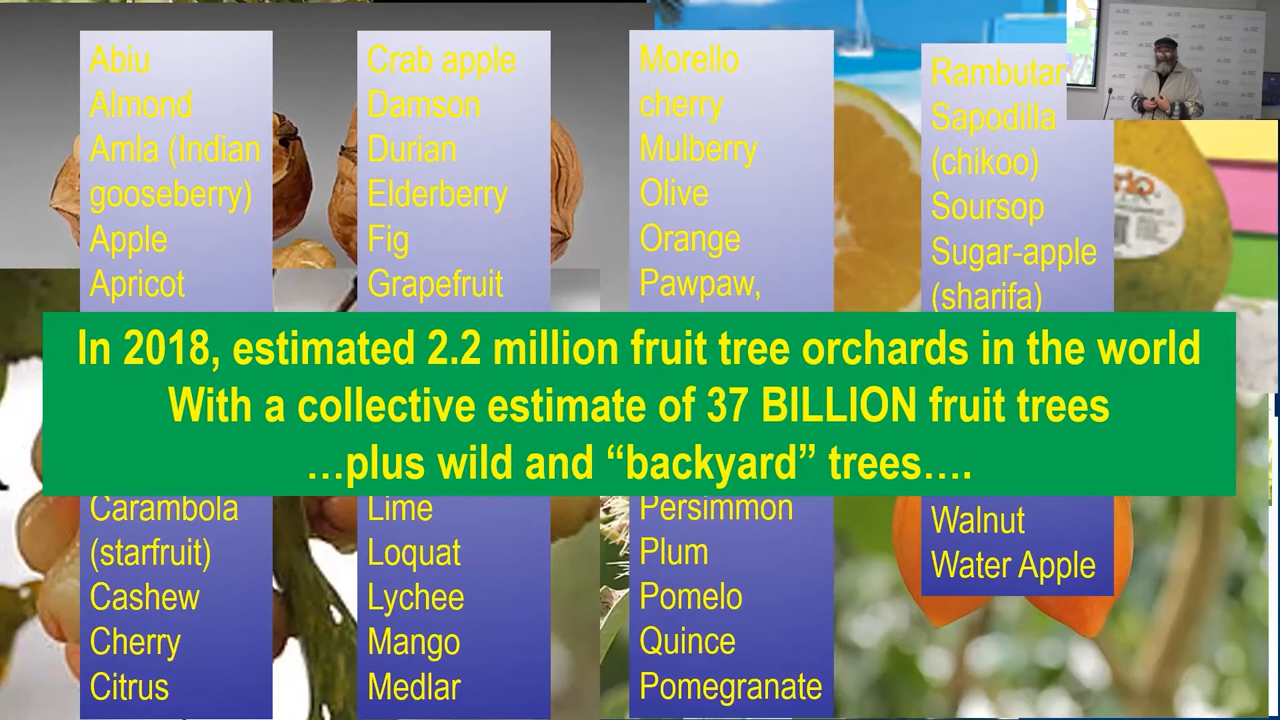 Abiu
Almond
Amla (Indian
gooseberry)
Apple
Apricot
Crab apple
Damson
Durian
Elderberry
Fig
Grapefruit
Morello
cherry
Mulberry
Olive
Orange
Pawpaw,
Rambutan
Sapodilla
(chikoo)
Soursop
Sugar-apple
(sharifa)
In 2018, estimated 2.2 million fruit tree orchards in the world
With a collective estimate of 37 BILLION fruit trees
…plus wild and “backyard” trees….
Carambola
(starfruit)
Cashew
Cherry
Citrus
Lime
Loquat
Lychee
Mango
Medlar
Persimmon
Plum
Pomelo
Quince
Pomegranate
Walnut
Water Apple